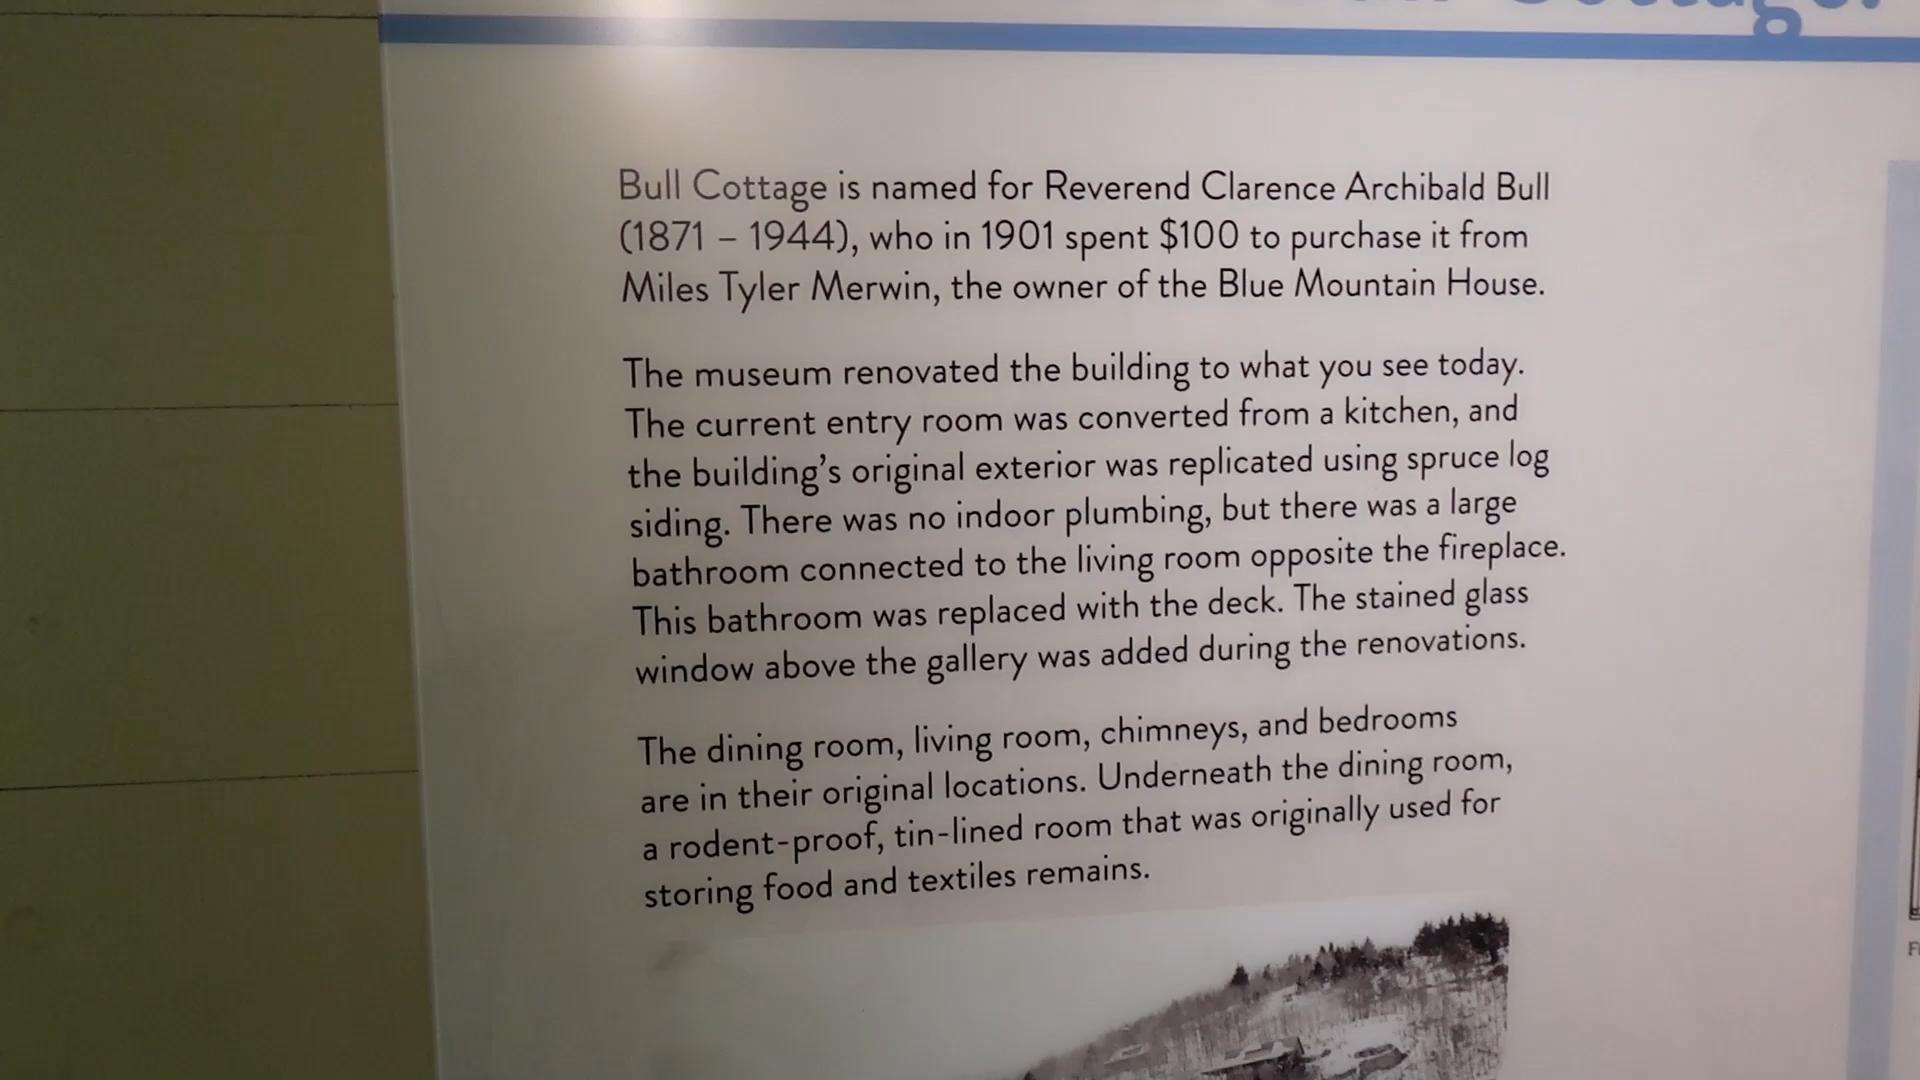 Cottage.
Bull Cottage is named for Reverend Clarence Archibald Bull
(1871 – 1944), who in 1901 spent $100 to purchase it from
Miles Tyler Merwin, the owner of the Blue Mountain House.
The museum renovated the building to what you see today.
The current entry room was converted from a kitchen, and
the building’s original exterior was replicated using spruce log
siding. There was no indoor plumbing, but there was a large
bathroom connected to the living room opposite the fireplace.
This bathroom was replaced with the deck. The stained glass
window above the gallery was added during the renovations.
The dining room, living room, chimneys, and bedrooms
are in their original locations. Underneath the dining room,
a rodent-proof, tin-lined room that was originally used for
storing food and textiles remains.